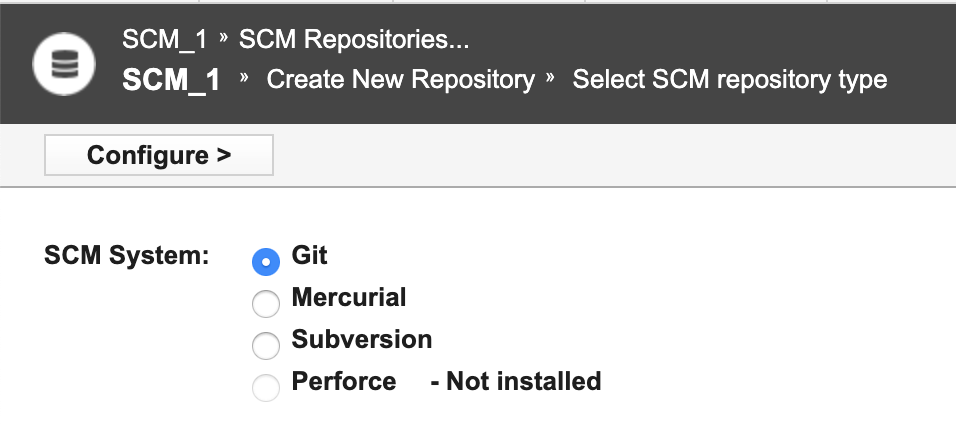 SCM_1 » SCM Repositories...
SCM_1 » Create New Repository » Select SCM repository type
Configure >
SCM System: Git
Mercurial
Subversion
Perforce - Not installed